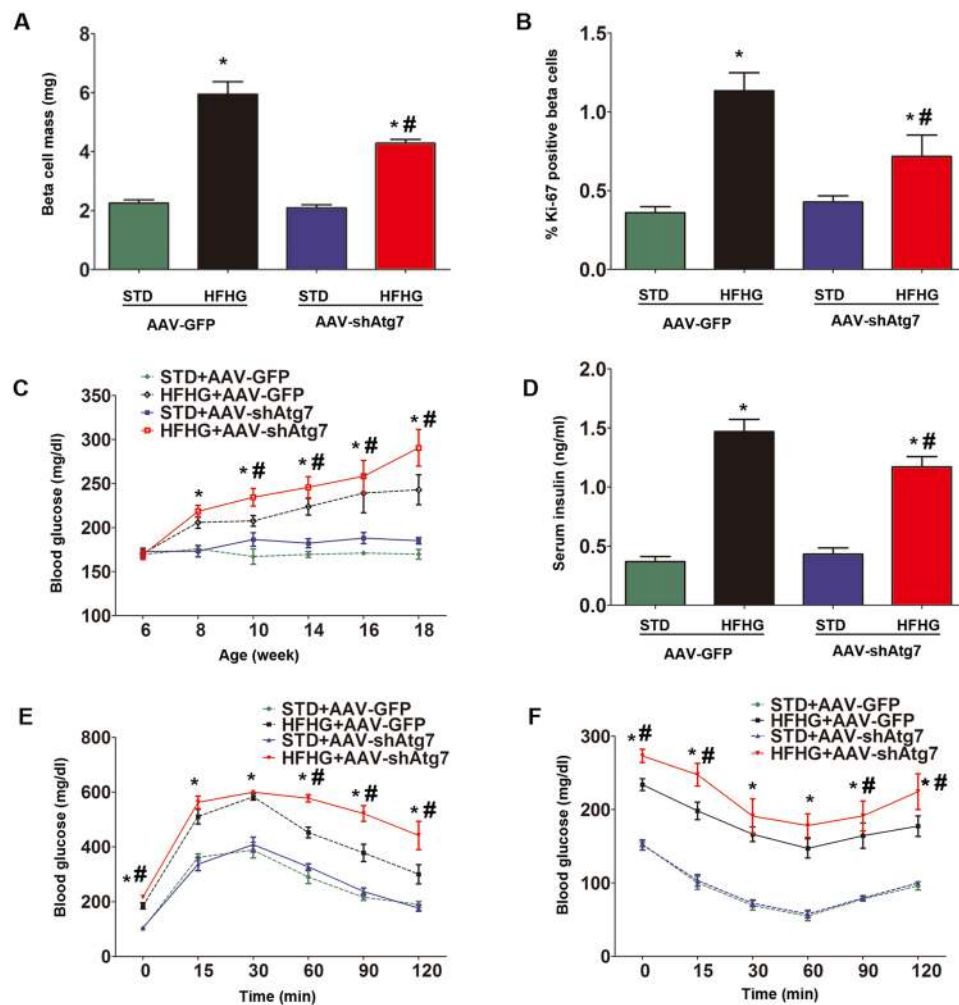 A
Beta cell mass (mg)
8
6
4
2
0
*
* #
STD HFHG STD HFHG
AAV-GFP AAV-shAtg7
B
% Ki-67 positive beta cells
1.5
1.0
0.5
0.0
*
* #
STD HFHG STD HFHG
AAV-GFP AAV-shAtg7
C
STD+AAV-GFP
HFHG+AAV-GFP
STD+AAV-shAtg7
HFHG+AAV-shAtg7
Blood glucose (mg/dl)
350
300
250
200
150
100
* * # * # * # * #
6 8 10 14 16 18
Age (week)
D
Serum insulin (ng/ml)
2.0
1.5
1.0
0.5
0.0
*
* #
STD HFHG STD HFHG
AAV-GFP AAV-shAtg7
E
STD+AAV-GFP
HFHG+AAV-GFP
STD+AAV-shAtg7
HFHG+AAV-shAtg7
Blood glucose (mg/dl)
800
600
400
200
0
* # * * * # * # * #
0 15 30 60 90 120
Time (min)
F
STD+AAV-GFP
HFHG+AAV-GFP
STD+AAV-shAtg7
HFHG+AAV-shAtg7
Blood glucose (mg/dl)
300
200
100
0
* # * # * * * # * #
0 15 30 60 90 120
Time (min)